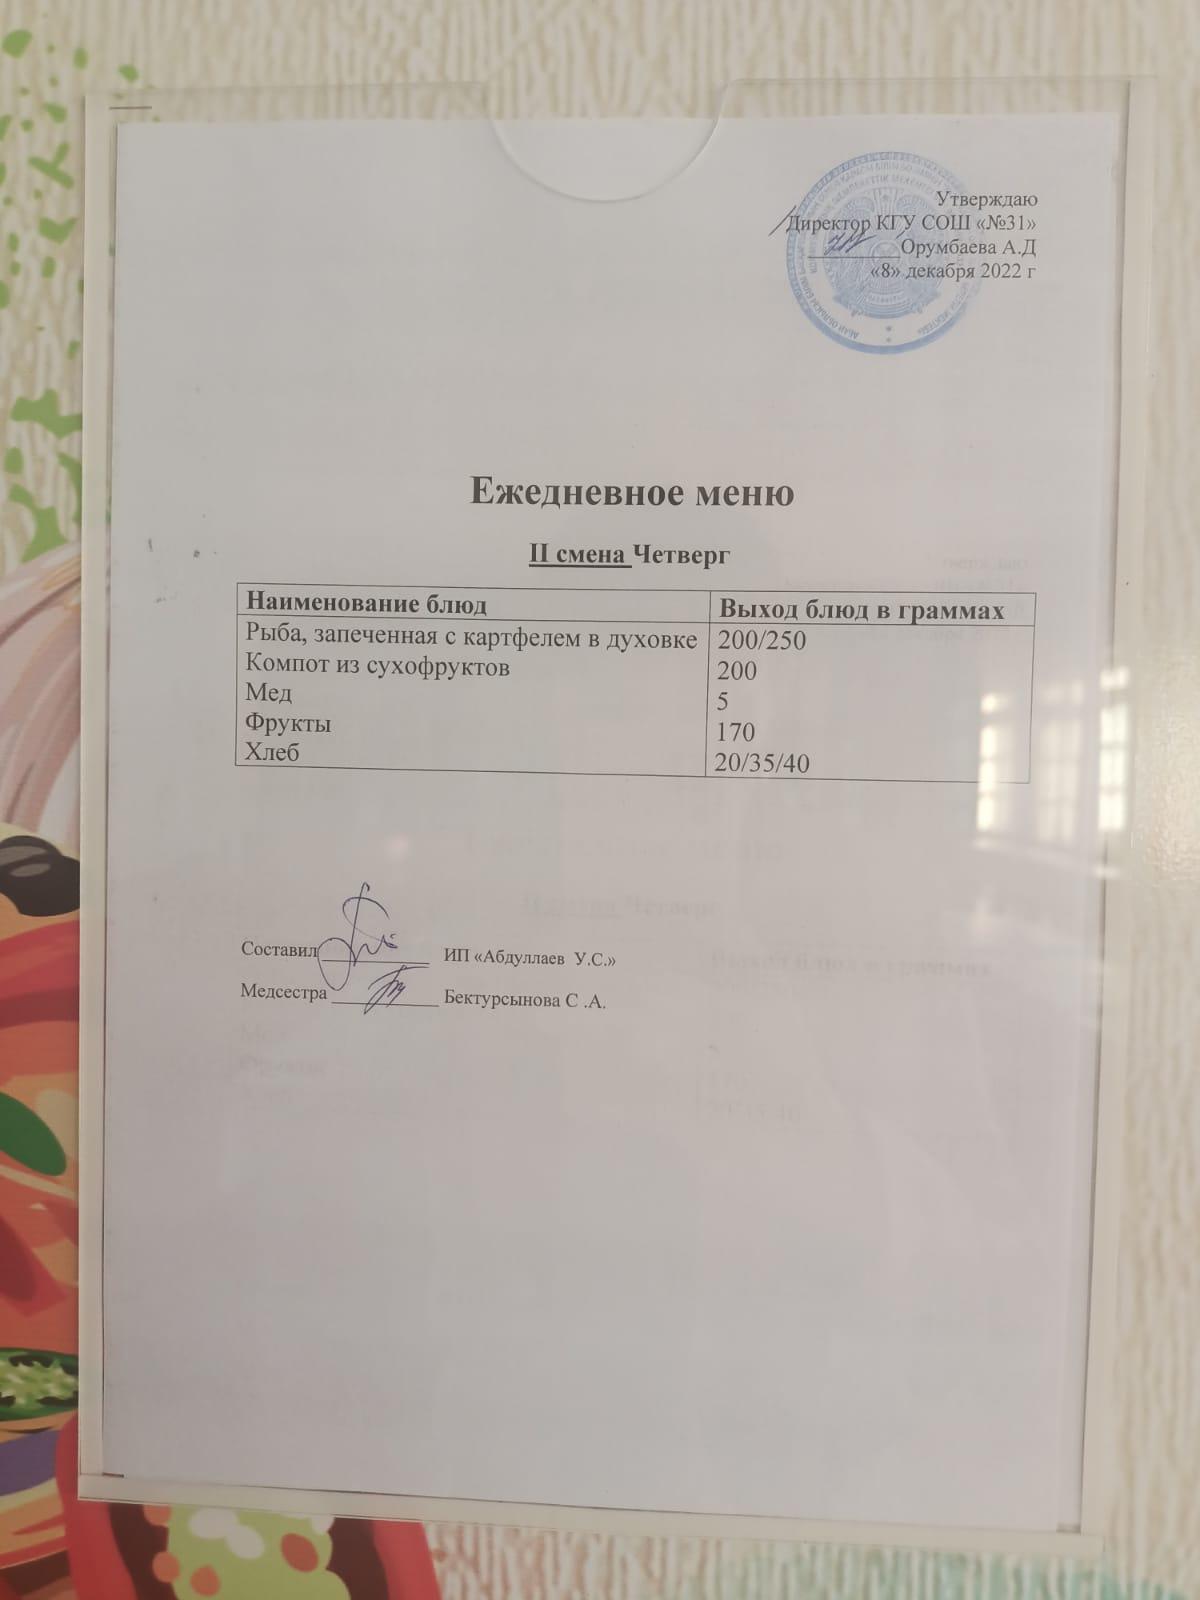 Утверждаю
Директор КГУ СОШ «№31»
Орумбаева А.Д
«8» декабря 2022 г
Ежедневное меню
II смена Четверг
Наименование блюд Выход блюд в граммах
Рыба, запеченная с картфелем в духовке 200/250
Компот из сухофруктов 200
Мед 5
Фрукты 170
Хлеб 20/35/40
Составил ИП «Абдуллаев У.С.»
Медсестра Бектурсынова С .А.